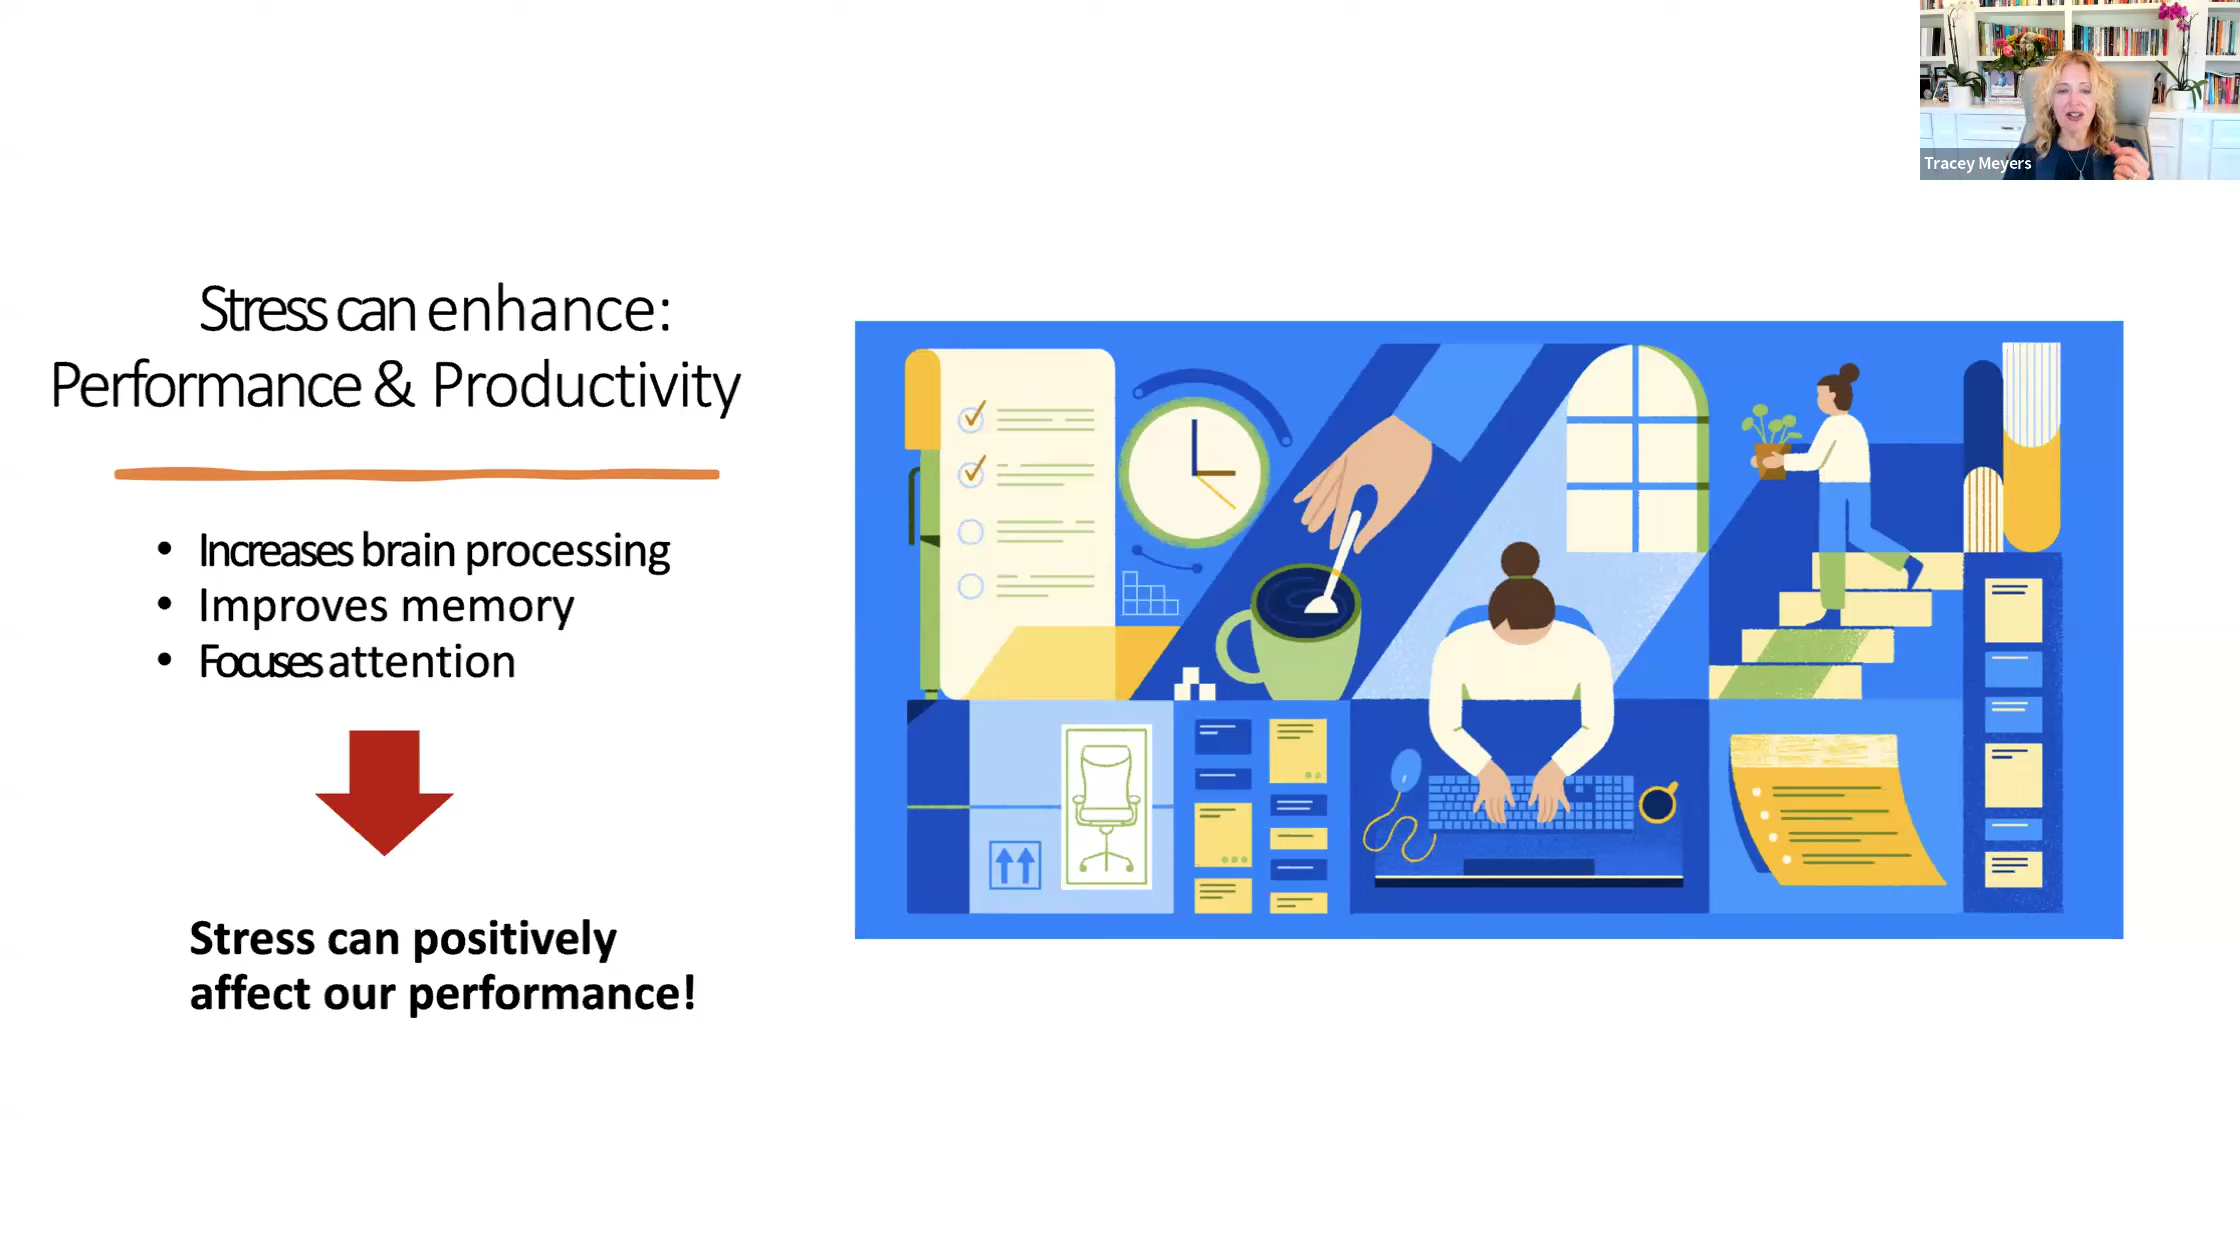 Tracey Meyers
Stress can enhance:
Performance & Productivity
• Increases brain processing
• Improves memory
• Focuses attention
Stress can positively
affect our performance!